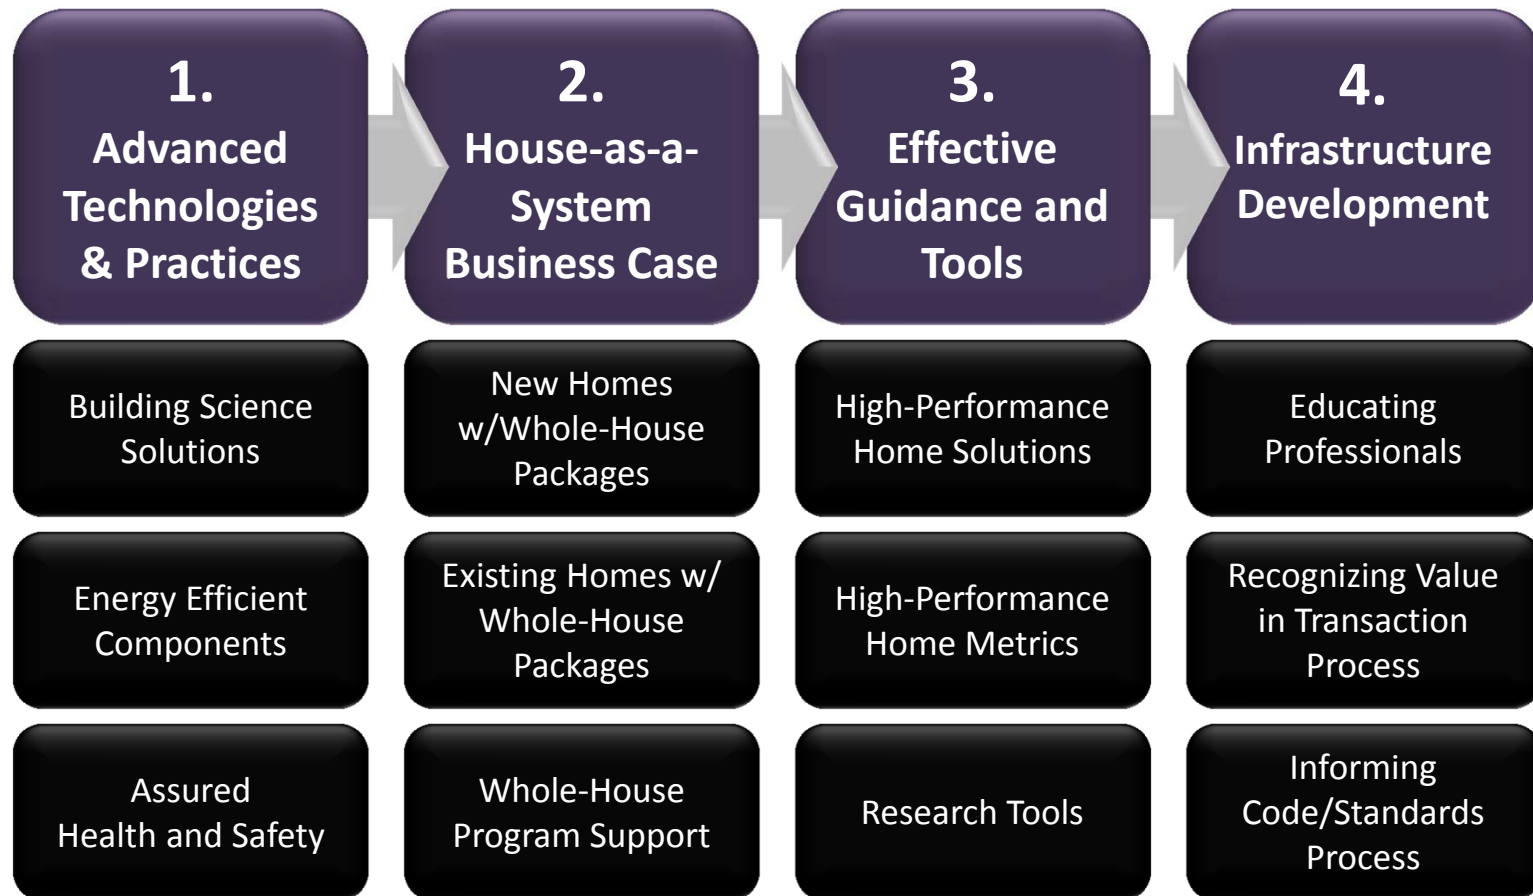 1.
Advanced
Technologies
& Practices
2.
House-as-a-
System
Business Case
3.
Effective
Guidance and
Tools
4.
Infrastructure
Development
Building Science
Solutions
New Homes
w/Whole-House
Packages
High-Performance
Home Solutions
Educating
Professionals
Energy Efficient
Components
Existing Homes w/
Whole-House
Packages
High-Performance
Home Metrics
Recognizing Value
in Transaction
Process
Assured
Health and Safety
Whole-House
Program Support
Research Tools
Informing
Code/Standards
Process